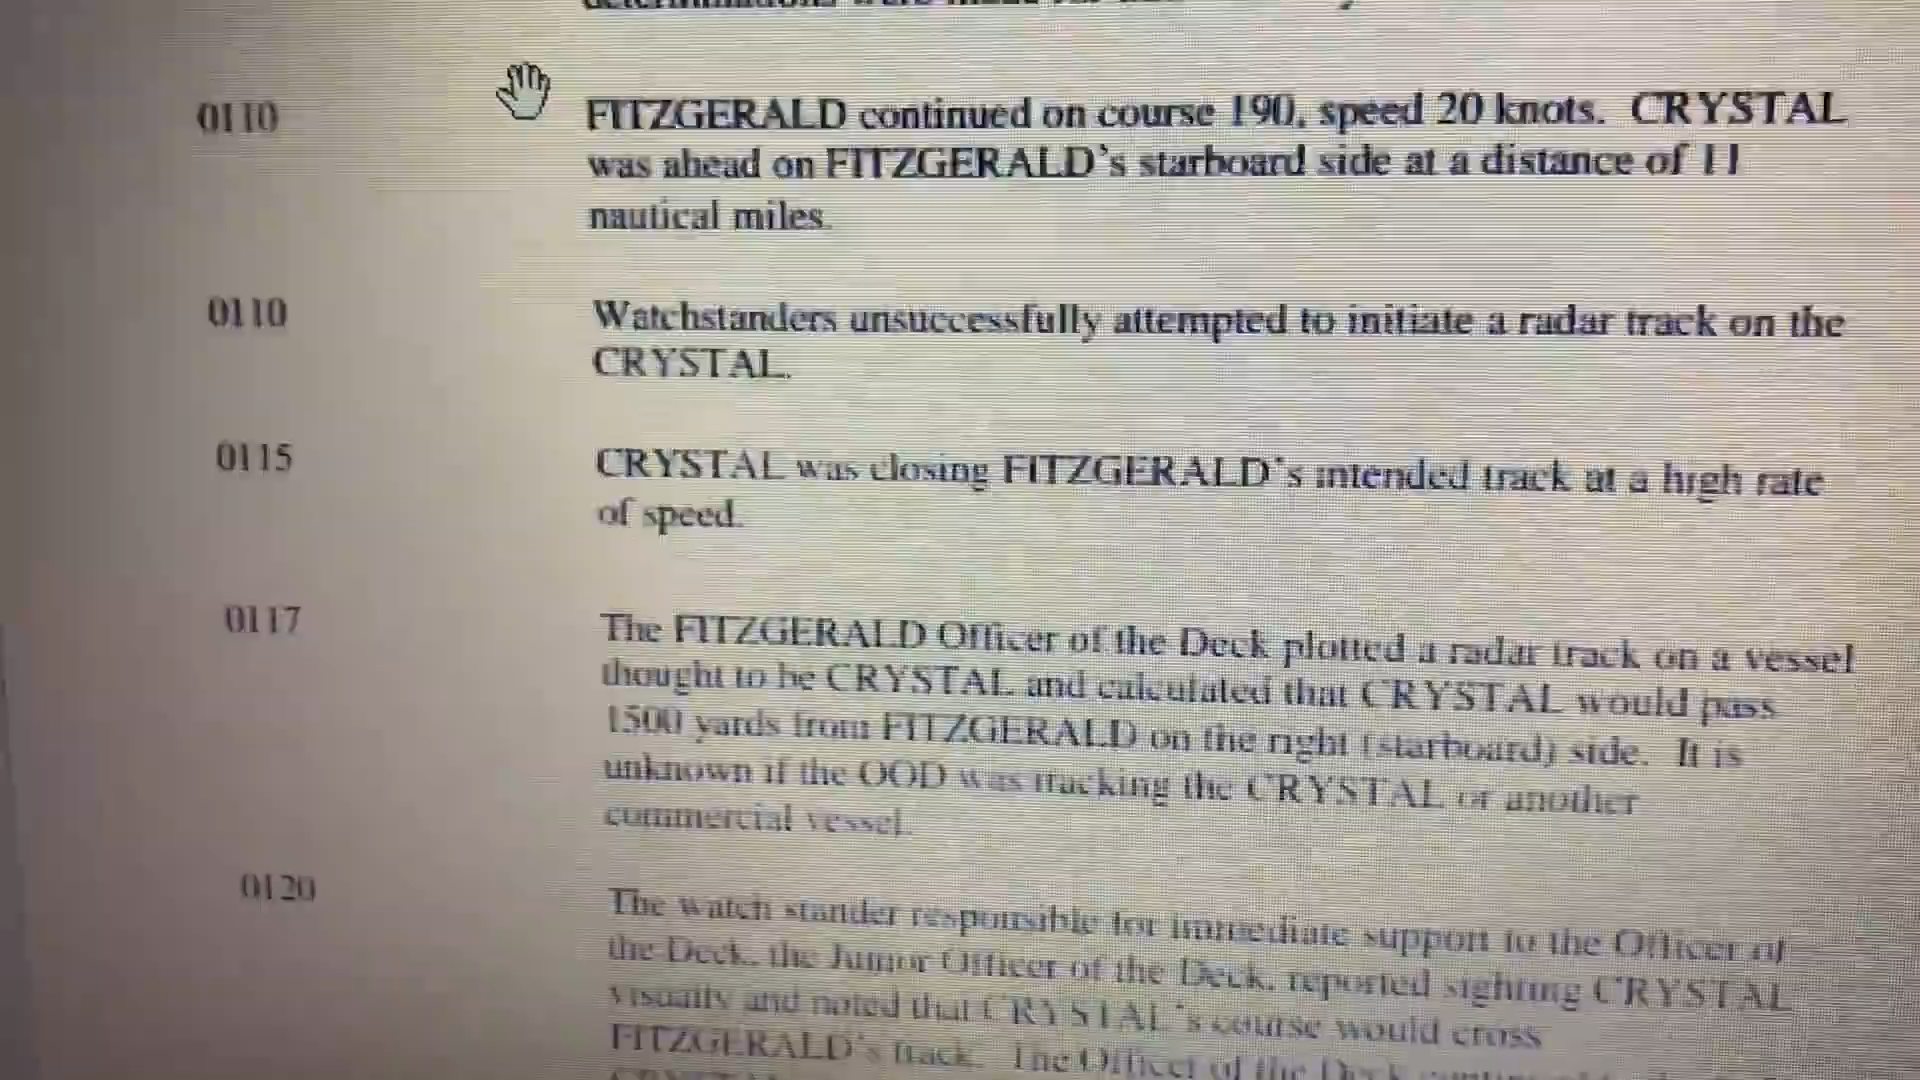 0110
FITZGERALD continued on course 190, speed 20 knots. CRYSTAL
was ahead on FITZGERALD's starboard side at a distance of 11
nautical miles.
0110
Watchstanders unsuccessfully attempted to initiate a radar track on the
CRYSTAL.
0115
CRYSTAL was closing FITZGERALD's intended track at a high rate
of speed.
0117
The FITZGERALD Officer of the Deck plotted a radar track on a vessel
thought to be CRYSTAL and calculated that CRYSTAL would pass
1500 yards from FITZGERALD on the right (starboard) side. It is
unknown if the OOD was tracking the CRYSTAL or another
commercial vessel.
0120
The watch stander responsible for immediate support to the Officer of
the Deck, the Junior Officer of the Deck, reported sighting CRYSTAL
visually and noted that CRYSTAL's course would cross
FITZGERALD's track. The Officer of the Deck